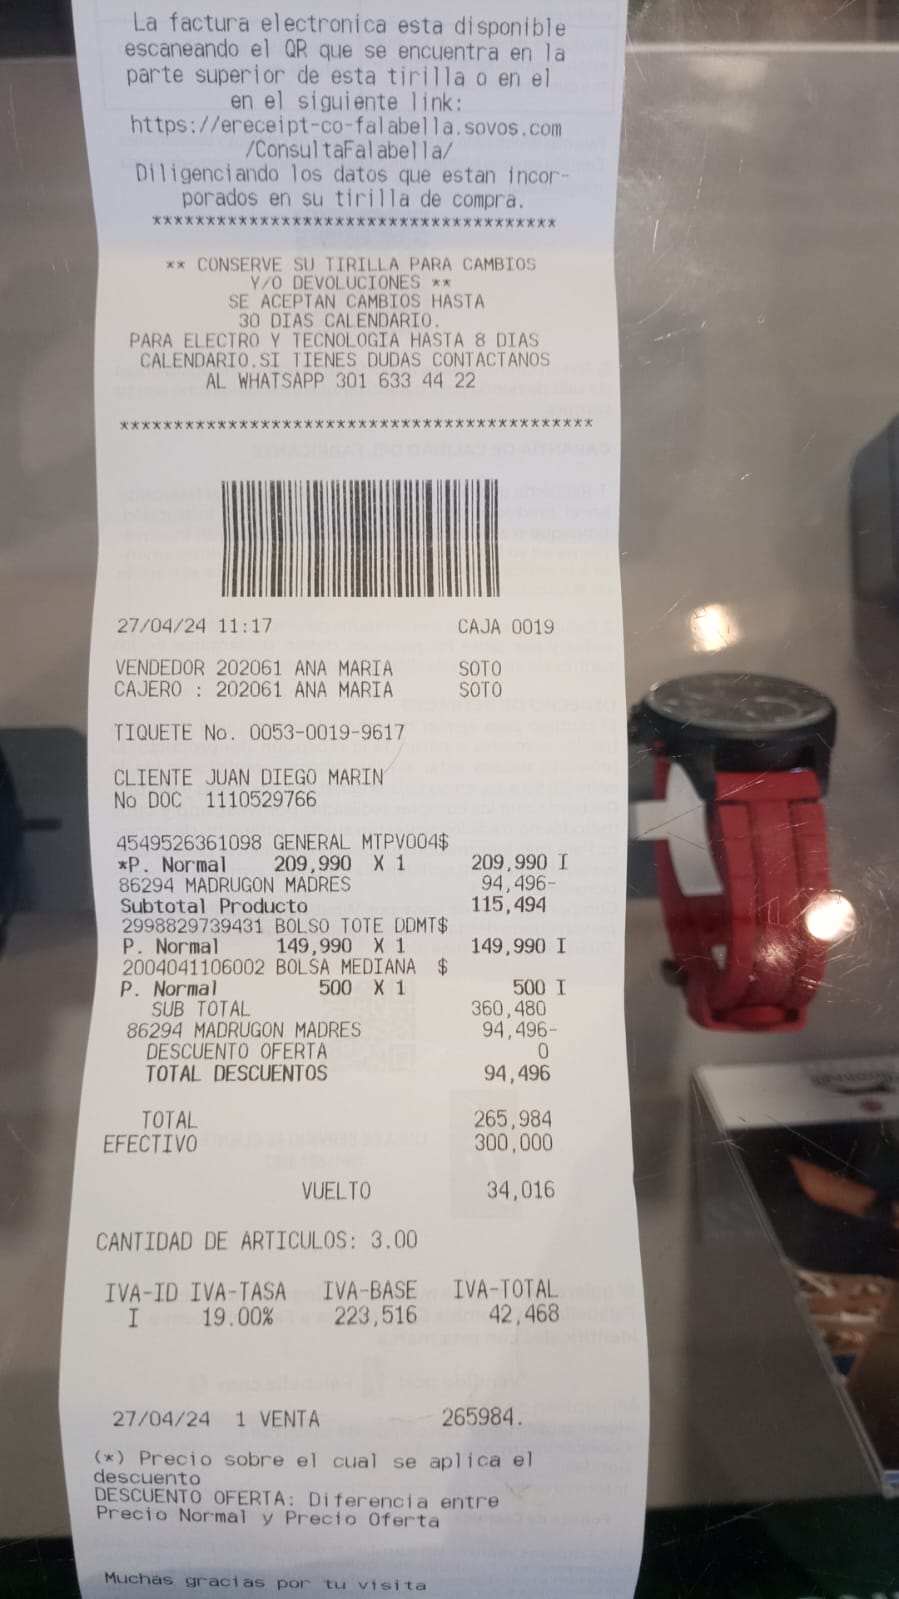 La factura electronica esta disponible
escaneando el QR que se encuentra en la
parte superior de esta tirilla o en el
en el siguiente link:
https://ereceipt-co-falabella.sovos.com
/ConsultaFalabella/
Diligenciando los datos que estan incor-
porados en su tirilla de compra.
**************************************
** CONSERVE SU TIRILLA PARA CAMBIOS
Y/O DEVOLUCIONES **
SE ACEPTAN CAMBIOS HASTA
30 DIAS CALENDARIO.
PARA ELECTRO Y TECNOLOGIA HASTA 8 DIAS
CALENDARIO.SI TIENES DUDAS CONTACTANOS
AL WHATSAPP 301 633 44 22
********************************************
27/04/24 11:17 CAJA 0019
VENDEDOR 202061 ANA MARIA SOTO
CAJERO : 202061 ANA MARIA SOTO
TIQUETE No. 0053-0019-9617
CLIENTE JUAN DIEGO MARIN
No DOC 1110529766
4549526361098 GENERAL MTPV004$
*P. Normal 209,990 X 1 209,990 I
86294 MADRUGON MADRES 94,496-
Subtotal Producto 115,494
2998829739431 BOLSO TOTE DDMT$
P. Normal 149,990 X 1 149,990 I
2004041106002 BOLSA MEDIANA $
P. Normal 500 X 1 500 I
SUB TOTAL 360,480
86294 MADRUGON MADRES 94,496-
DESCUENTO OFERTA 0
TOTAL DESCUENTOS 94,496
TOTAL 265,984
EFECTIVO 300,000
VUELTO 34,016
CANTIDAD DE ARTICULOS: 3.00
IVA-ID IVA-TASA IVA-BASE IVA-TOTAL
I 19.00% 223,516 42,468
27/04/24 1 VENTA 265984.
(*) Precio sobre el cual se aplica el
descuento
DESCUENTO OFERTA: Diferencia entre
Precio Normal y Precio Oferta
Muchas gracias por tu visita